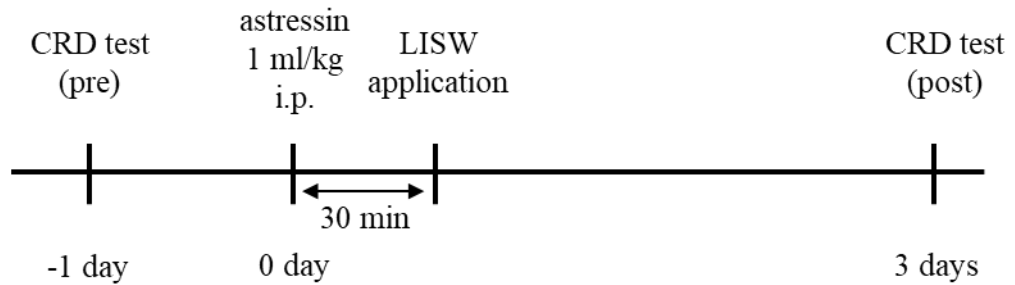 CRD test
(pre)
astressin
1 ml/kg
i.p.
LISW
application
CRD test
(post)
30 min
-1 day
0 day
3 days